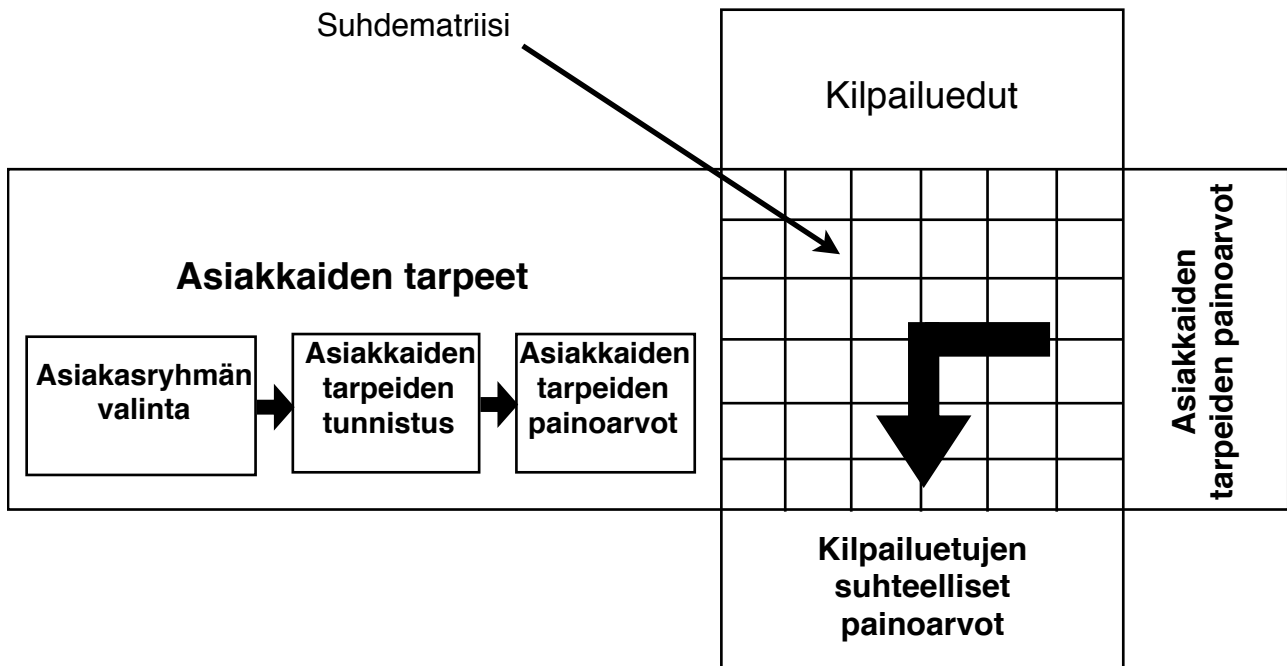 Suhdematriisi
Kilpailuedut
Asiakkaiden tarpeet
Asiakasryhmän
valinta
Asiakkaiden
tarpeiden
tunnistus
Asiakkaiden
tarpeiden
painoarvot
Asiakkaiden
tarpeiden painoarvot
Kilpailuetujen
suhteelliset
painoarvot